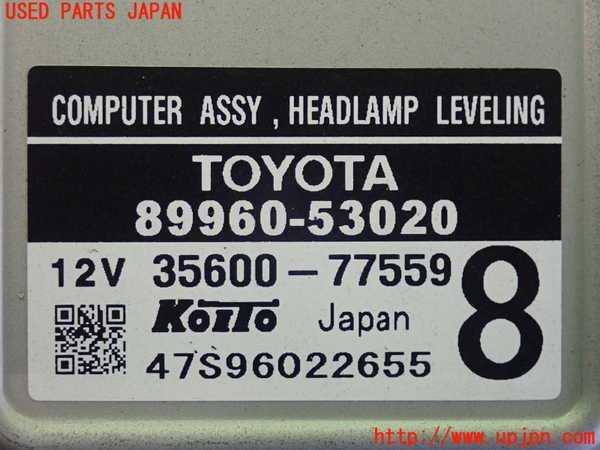 USED PARTS JAPAN
COMPUTER ASSY , HEADLAMP LEVELING
TOYOTA
89960-53020
12V 35600-77559
8
KOITO Japan
47S96022655
http://www.upjpn.com/